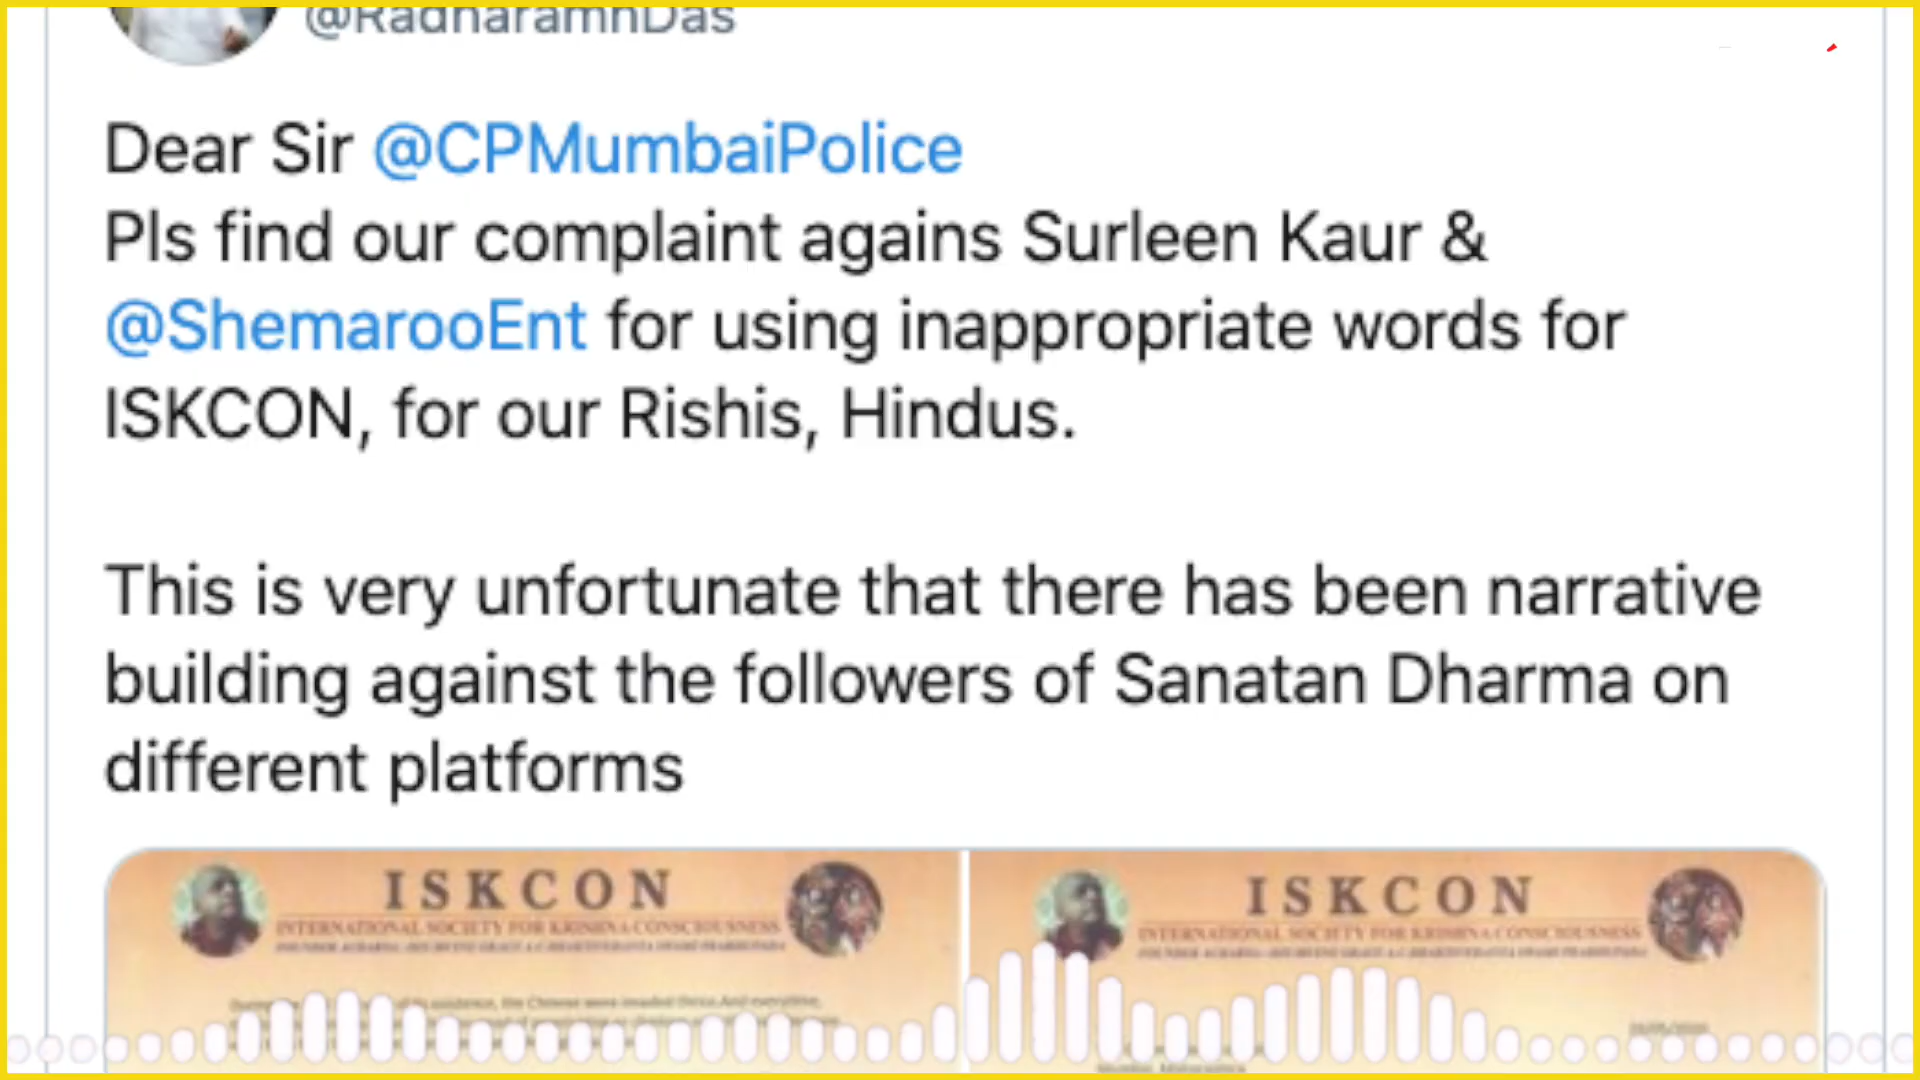 @RadharamnDas
Dear Sir @CPMumbaiPolice
Pls find our complaint agains Surleen Kaur &
@ShemarooEnt for using inappropriate words for
ISKCON, for our Rishis, Hindus.
This is very unfortunate that there has been narrative
building against the followers of Sanatan Dharma on
different platforms
ISKCON
INTERNATIONAL SOCIETY FOR KRISHNA CONSCIOUSNESS
ISKCON
INTERNATIONAL SOCIETY FOR KRISHNA CONSCIOUSNESS